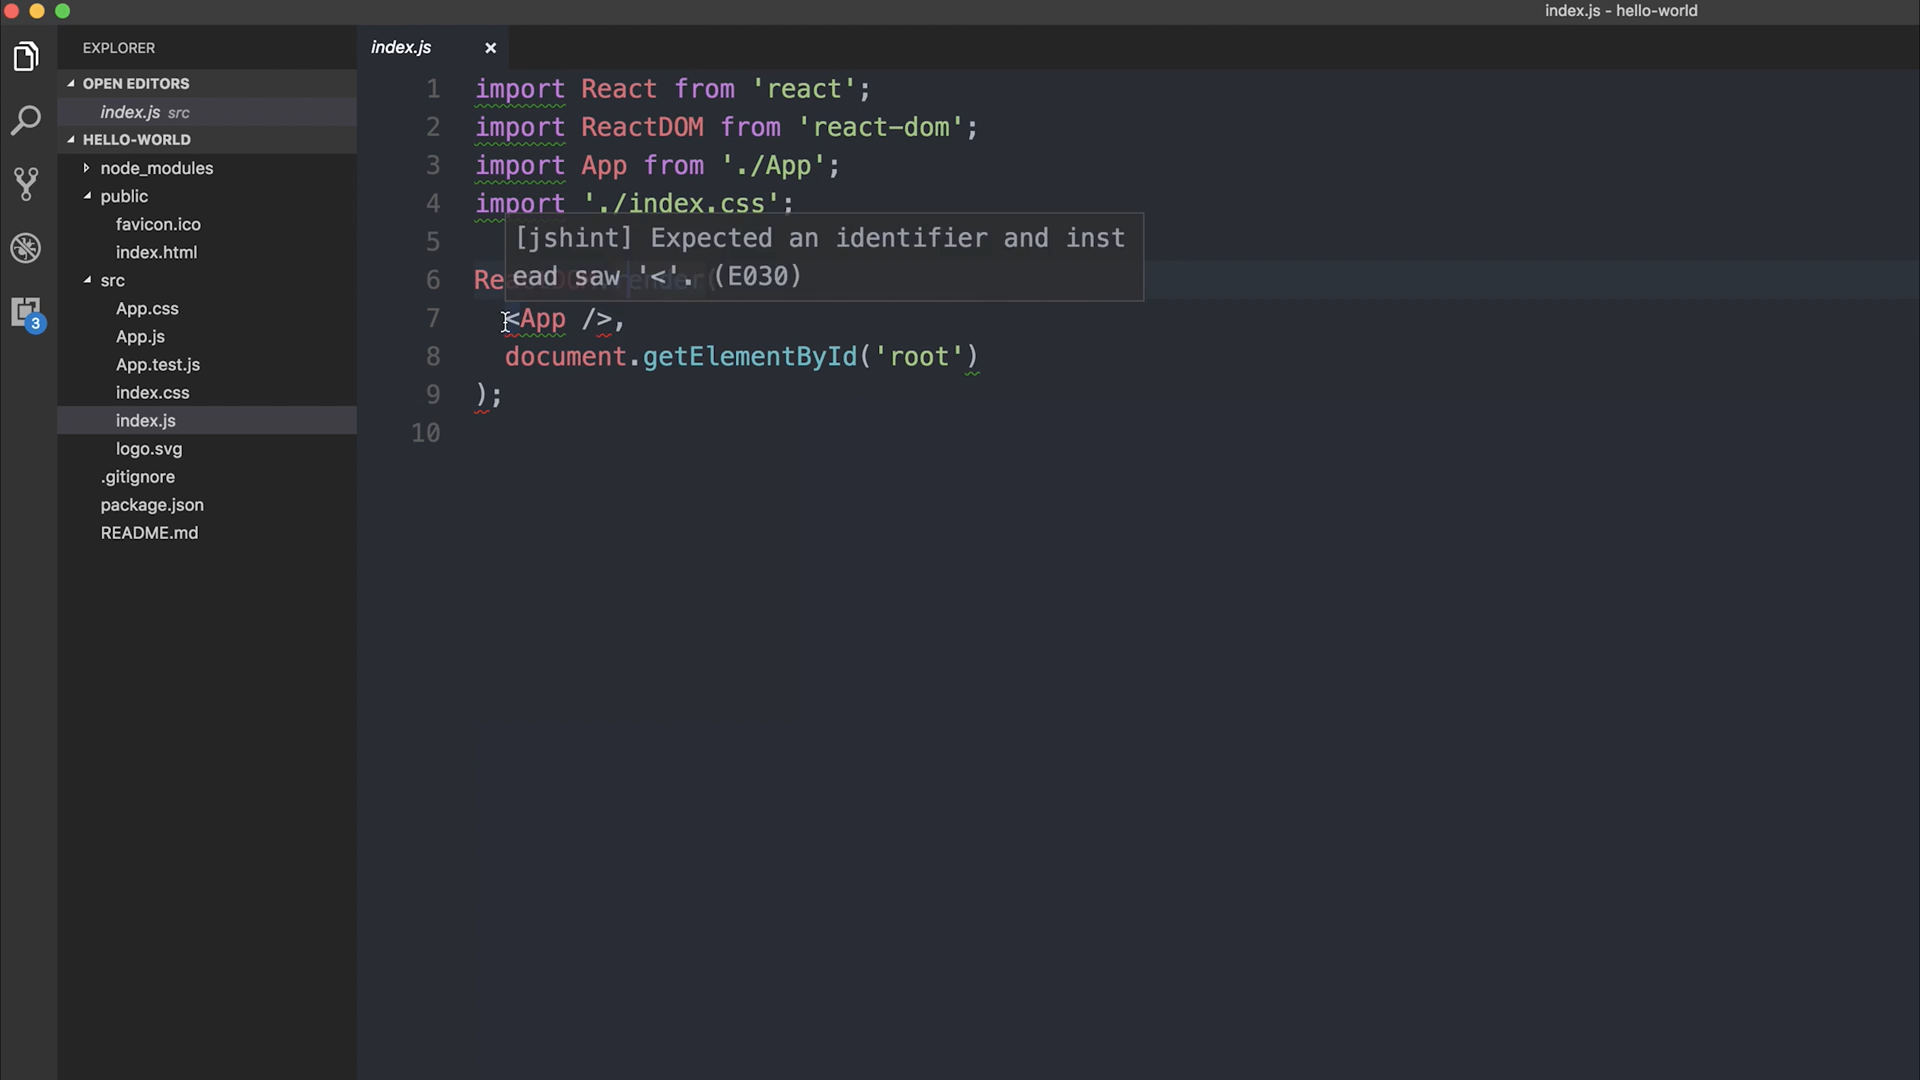 index.js - hello-world
EXPLORER
OPEN EDITORS
index.js src
HELLO-WORLD
node_modules
public
favicon.ico
index.html
src
App.css
App.js
App.test.js
index.css
index.js
logo.svg
.gitignore
package.json
README.md
3
index.js
1 import React from 'react';
2 import ReactDOM from 'react-dom';
3 import App from './App';
4 import './index.css';
5
[jshint] Expected an identifier and inst
ead saw '<'. (E030)
6 ReactDOM.render(
7 <App />,
8 document.getElementById('root')
9 );
10